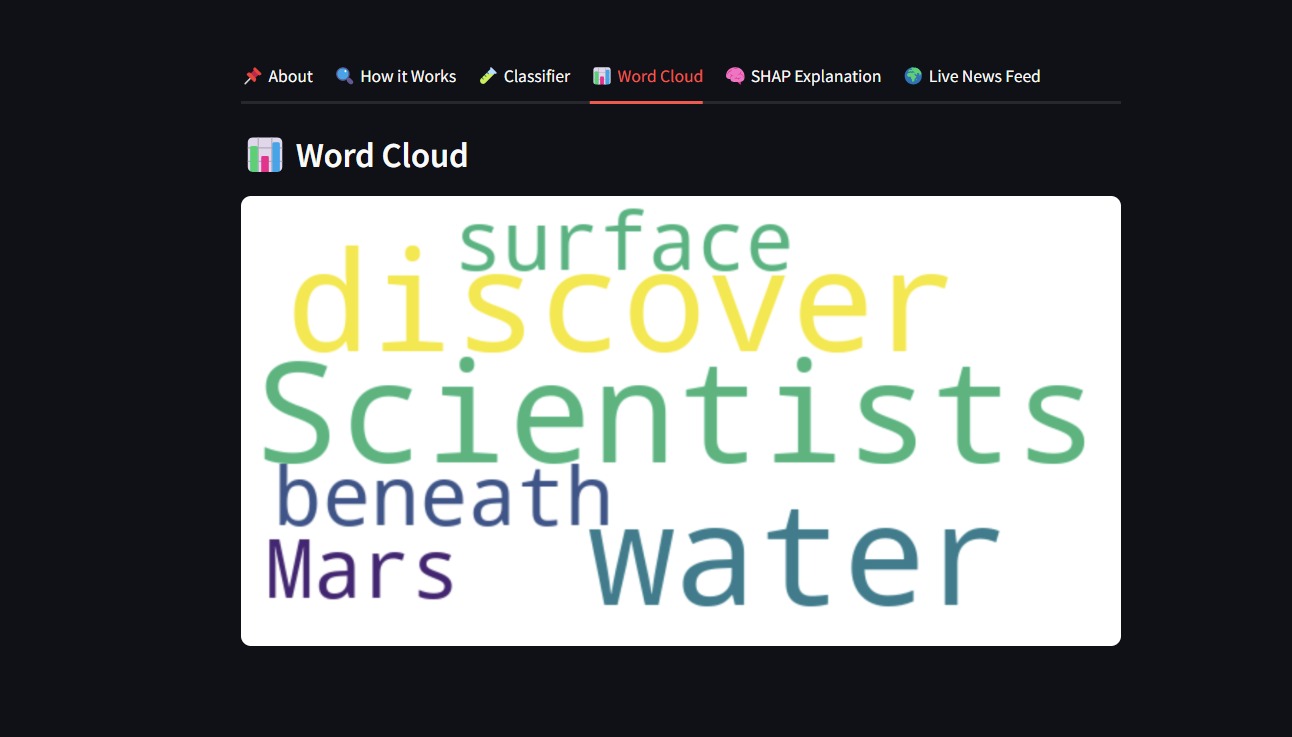 About How it Works Classifier Word Cloud SHAP Explanation Live News Feed
Word Cloud
surface
discover
Scientists
beneath
Mars water